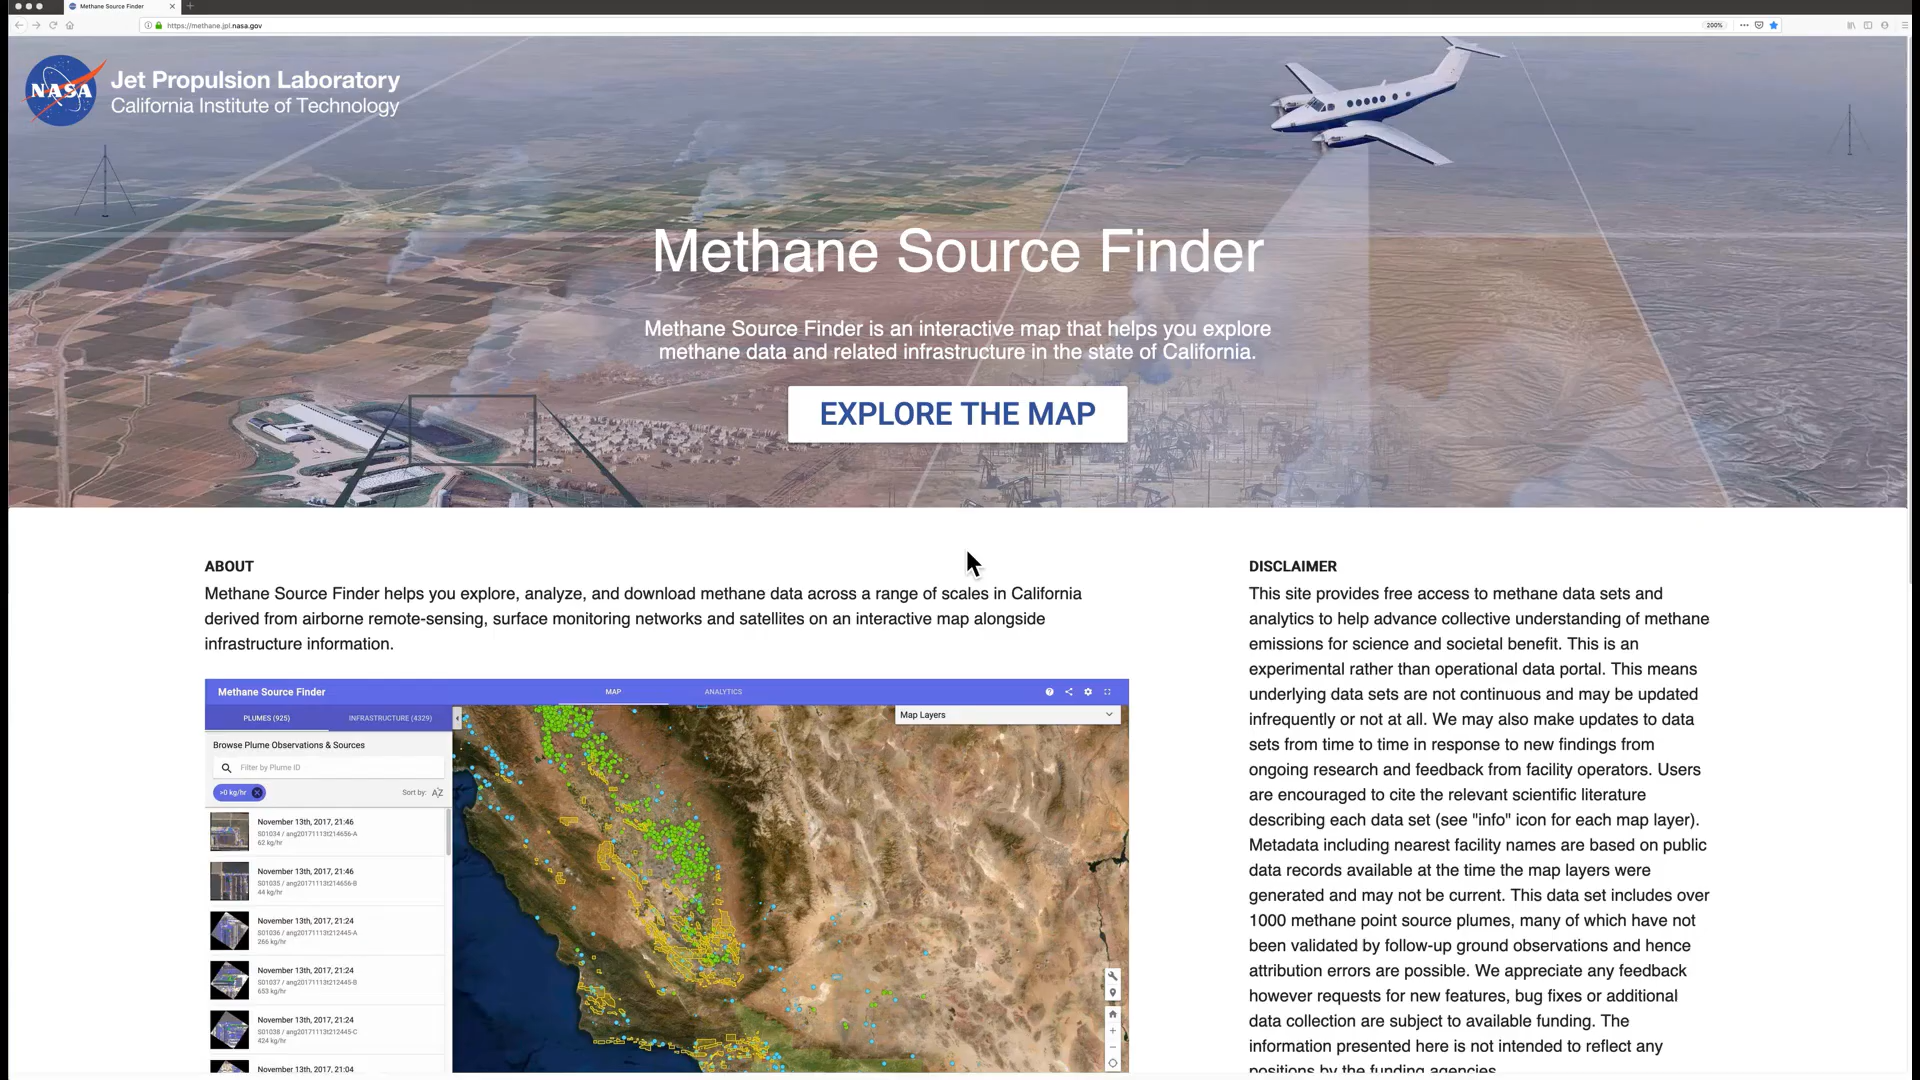 Methane Source Finder
https://methane.jpl.nasa.gov
200%
NASA
Jet Propulsion Laboratory
California Institute of Technology
Methane Source Finder
Methane Source Finder is an interactive map that helps you explore
methane data and related infrastructure in the state of California.
EXPLORE THE MAP
ABOUT
Methane Source Finder helps you explore, analyze, and download methane data across a range of scales in California
derived from airborne remote-sensing, surface monitoring networks and satellites on an interactive map alongside
infrastructure information.
Methane Source Finder
MAP
ANALYTICS
PLUMES (925)
INFRASTRUCTURE (4329)
Map Layers
Browse Plume Observations & Sources
Filter by Plume ID
>0 kg/hr
Sort by:
November 13th, 2017, 21:46
S01034 / ang20171113t214656-A
62 kg/hr
November 13th, 2017, 21:46
S01035 / ang20171113t214656-B
44 kg/hr
November 13th, 2017, 21:24
S01036 / ang20171113t212445-A
266 kg/hr
November 13th, 2017, 21:24
S01037 / ang20171113t212445-B
653 kg/hr
November 13th, 2017, 21:24
S01038 / ang20171113t212445-C
424 kg/hr
November 13th, 2017, 21:04
DISCLAIMER
This site provides free access to methane data sets and
analytics to help advance collective understanding of methane
emissions for science and societal benefit. This is an
experimental rather than operational data portal. This means
underlying data sets are not continuous and may be updated
infrequently or not at all. We may also make updates to data
sets from time to time in response to new findings from
ongoing research and feedback from facility operators. Users
are encouraged to cite the relevant scientific literature
describing each data set (see "info" icon for each map layer).
Metadata including nearest facility names are based on public
data records available at the time the map layers were
generated and may not be current. This data set includes over
1000 methane point source plumes, many of which have not
been validated by follow-up ground observations and hence
attribution errors are possible. We appreciate any feedback
however requests for new features, bug fixes or additional
data collection are subject to available funding. The
information presented here is not intended to reflect any
positions by the funding agencies.